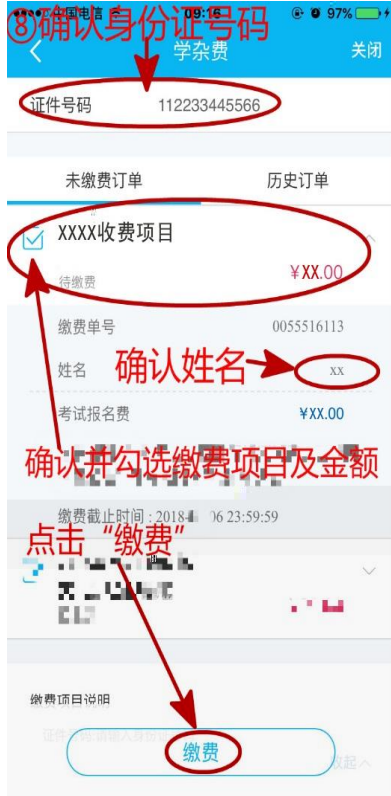 ⑧确认身份证号码
中国电信 09:16 97%
学杂费 关闭
证件号码 112233445566
未缴费订单 历史订单
XXXX收费项目
待缴费 ¥XX.00
缴费单号 0055516113
确认姓名
姓名 xx
考试报名费 ¥XX.00
确认并勾选缴费项目及金额
缴费截止时间 : 2018- 06 23:59:59
点击“缴费”
缴费项目说明
缴费
收起